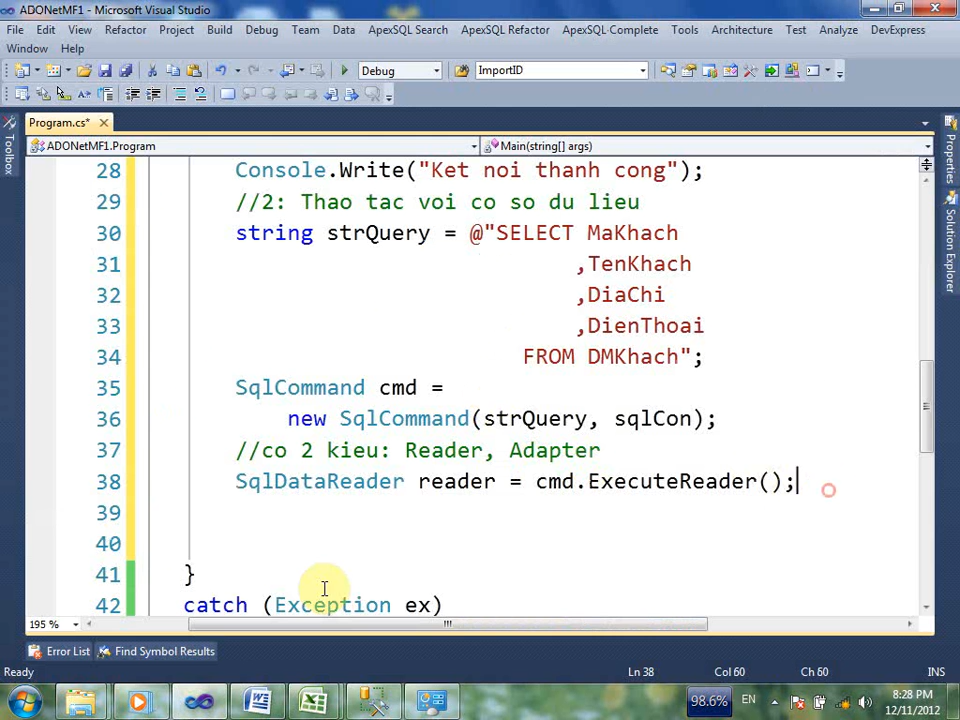 ADONetMF1 - Microsoft Visual Studio
File Edit View Refactor Project Build Debug Team Data ApexSQL Search ApexSQL Refactor ApexSQL-Complete Tools Architecture Test Analyze DevExpress
Window Help
Debug ImportID
Program.cs* ×
ADONetMF1.Program Main(string[] args)
Toolbox
Properties
Solution Explorer
28 Console.Write("Ket noi thanh cong");
29 //2: Thao tac voi co so du lieu
30 string strQuery = @"SELECT MaKhach
31 ,TenKhach
32 ,DiaChi
33 ,DienThoai
34 FROM DMKhach";
35 SqlCommand cmd =
36 new SqlCommand(strQuery, sqlCon);
37 //co 2 kieu: Reader, Adapter
38 SqlDataReader reader = cmd.ExecuteReader();
39
40
41 }
42 catch (Exception ex)
195 %
Error List Find Symbol Results
Ready Ln 38 Col 60 Ch 60 INS
98.6% EN 8:28 PM
12/11/2012